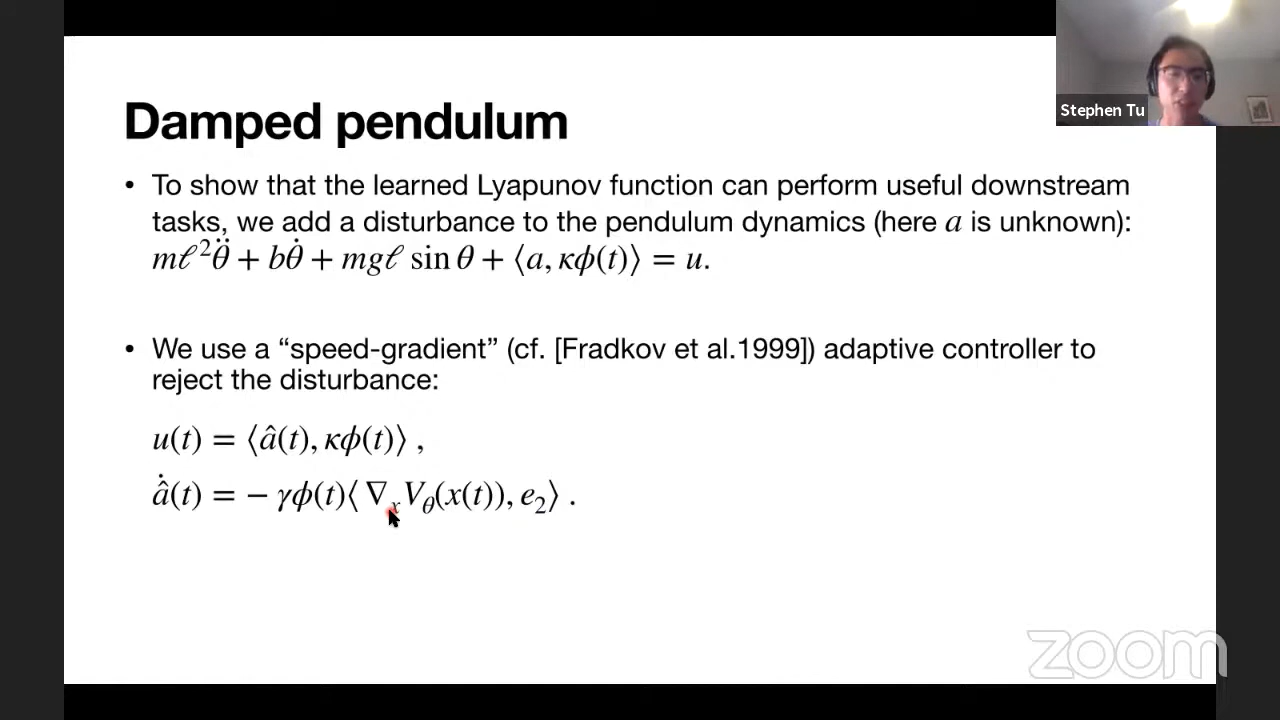 Stephen Tu
Damped pendulum
• To show that the learned Lyapunov function can perform useful downstream
tasks, we add a disturbance to the pendulum dynamics (here a is unknown):
mℓ²θ̈ + bθ̇ + mgℓ sin θ + ⟨a, κϕ(t)⟩ = u.
• We use a “speed-gradient” (cf. [Fradkov et al.1999]) adaptive controller to
reject the disturbance:
u(t) = ⟨â(t), κϕ(t)⟩ ,
â̇(t) = − γϕ(t)⟨ ∇ₓVθ(x(t)), e₂⟩ .
zoom